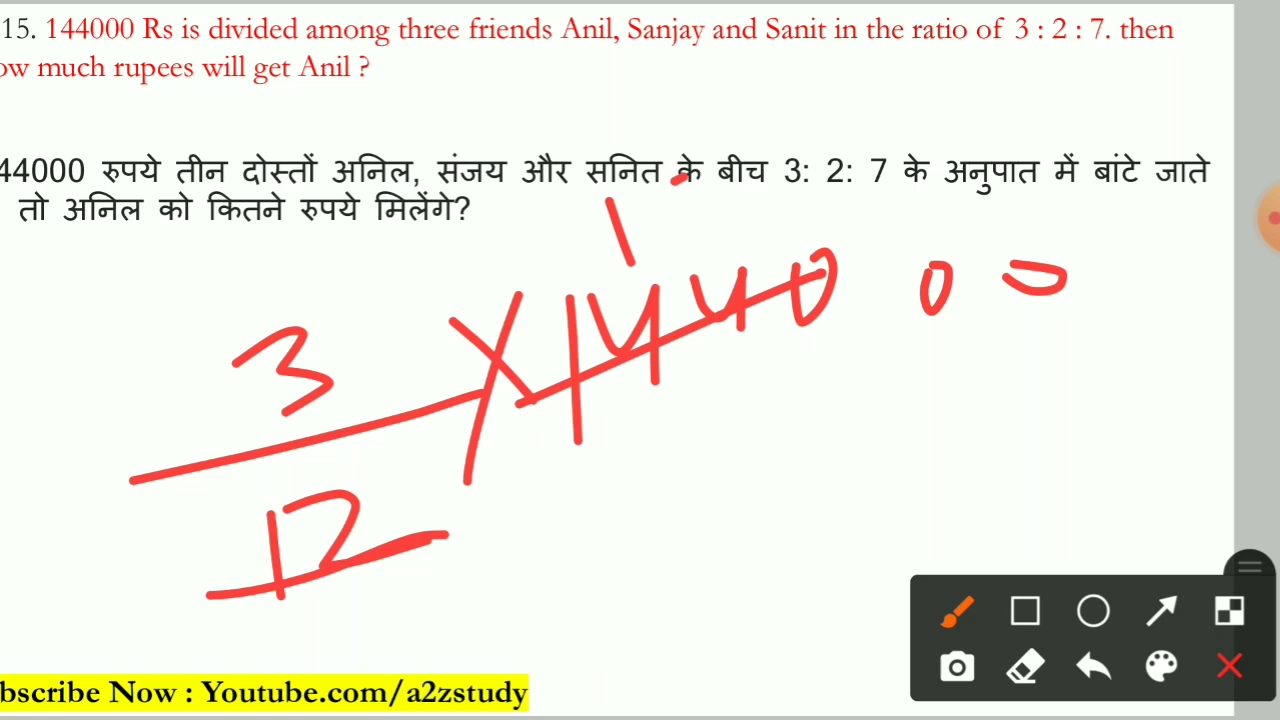 15. 144000 Rs is divided among three friends Anil, Sanjay and Sanit in the ratio of 3 : 2 : 7. then
ow much rupees will get Anil ?
44000 रुपये तीन दोस्तों अनिल, संजय और सनित के बीच 3: 2: 7 के अनुपात में बांटे जाते
तो अनिल को कितने रुपये मिलेंगे?
1
3 X 144000
12
bscribe Now : Youtube.com/a2zstudy